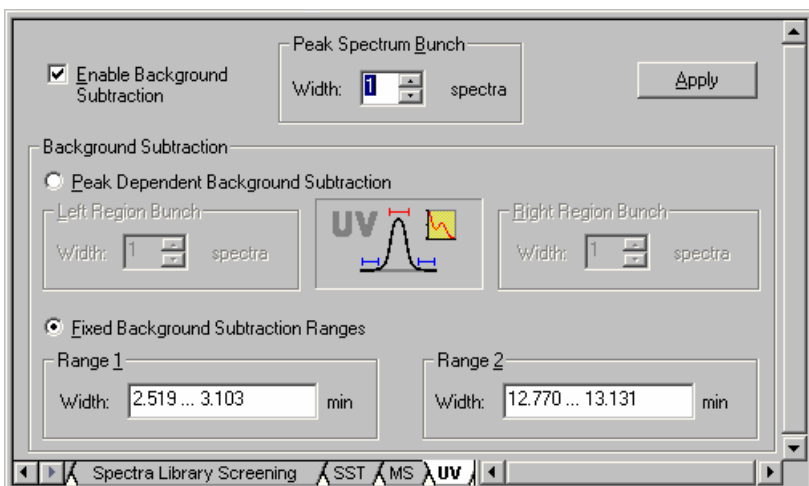 Peak Spectrum Bunch
Enable Background
Subtraction
Width: 1 spectra
Apply
Background Subtraction
Peak Dependent Background Subtraction
Left Region Bunch
Width: 1 spectra
UV
Right Region Bunch
Width: 1 spectra
Fixed Background Subtraction Ranges
Range 1
Width: 2.519 ... 3.103 min
Range 2
Width: 12.770 ... 13.131 min
Spectra Library Screening SST MS UV